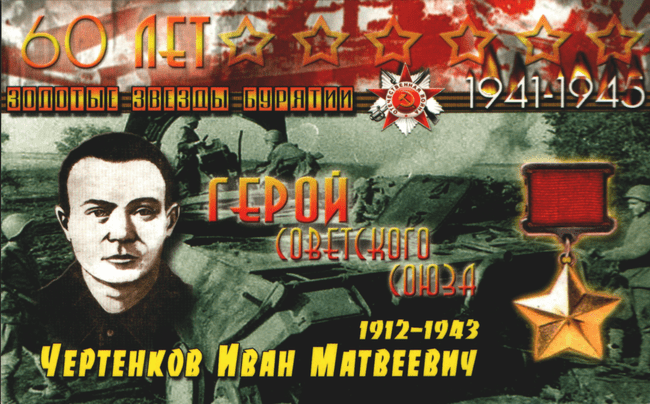 60 ЛЕТ
1941-1945
ЗОЛОТЫЕ ЗВЕЗДЫ БУРЯТИИ
ГЕРОЙ
СОВЕТСКОГО
СОЮЗА
1912-1943
ЧЕРТЕНКОВ ИВАН МАТВЕЕВИЧ